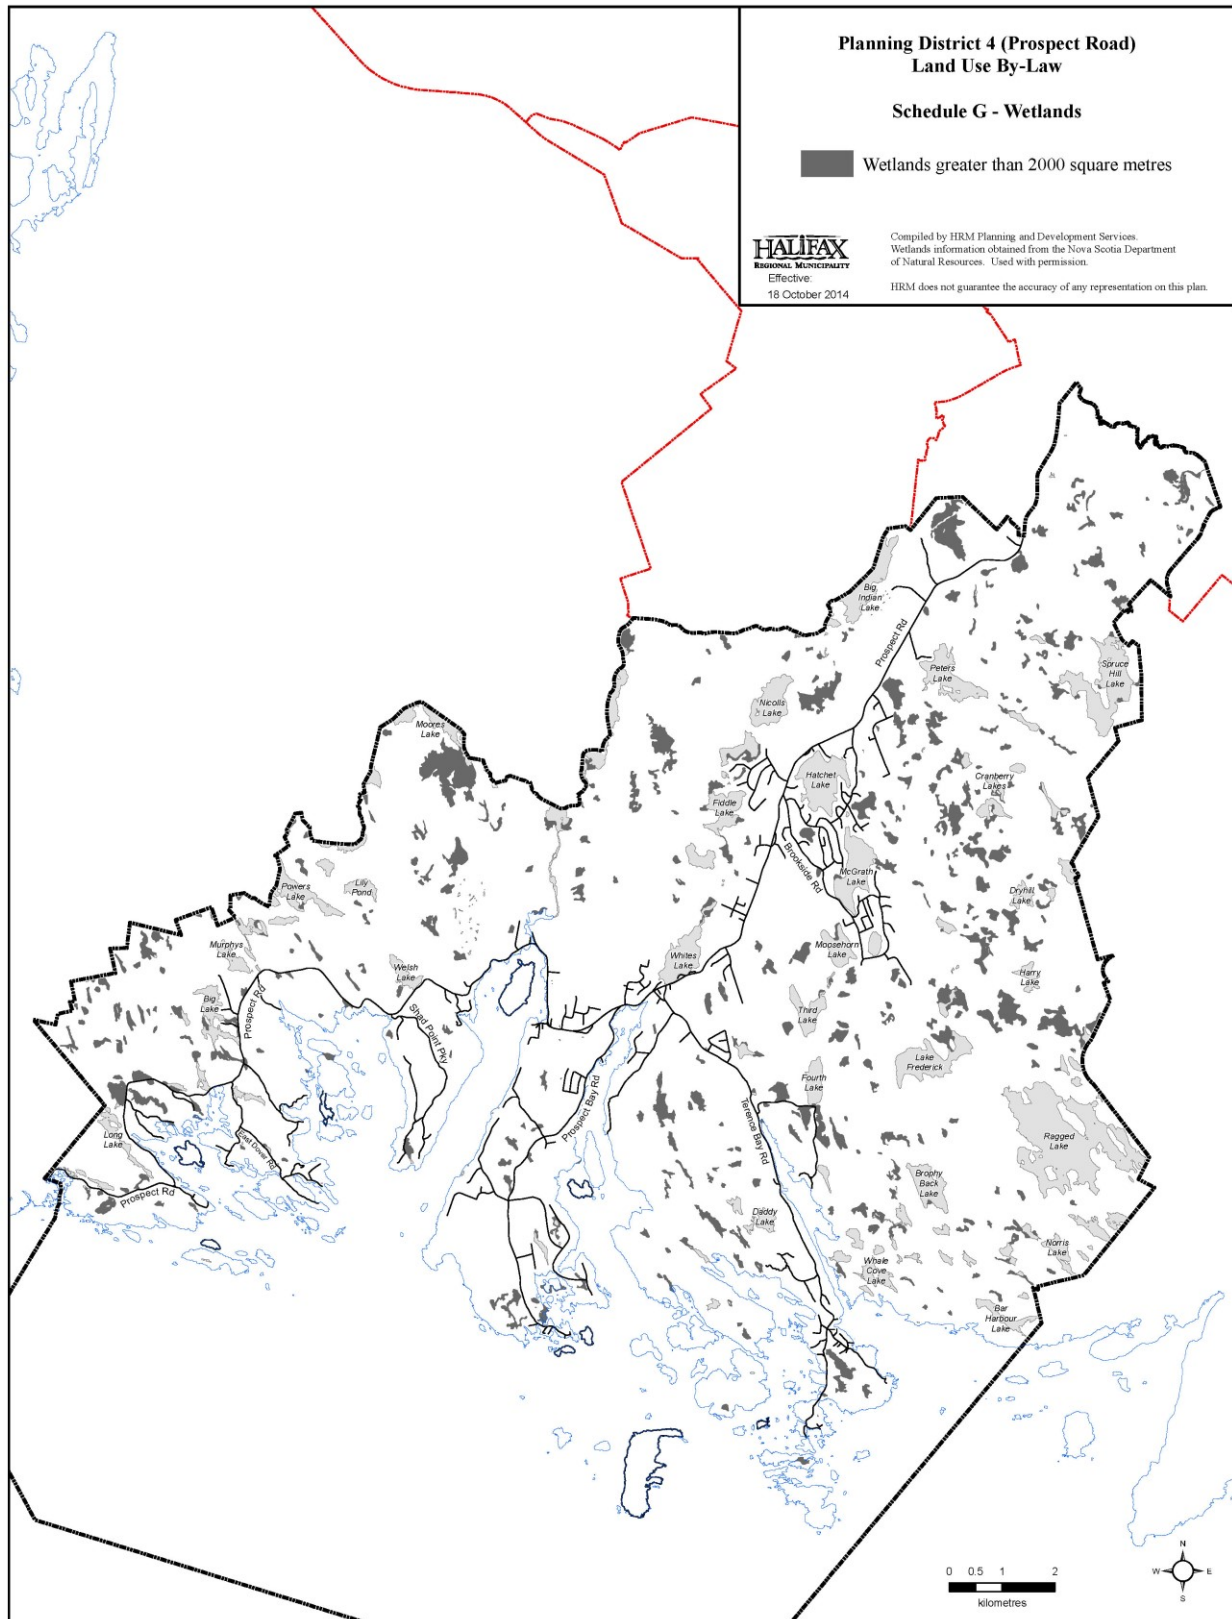 Planning District 4 (Prospect Road)
Land Use By-Law
Schedule G - Wetlands
Wetlands greater than 2000 square metres
HALIFAX
REGIONAL MUNICIPALITY
Effective:
18 October 2014
Compiled by HRM Planning and Development Services.
Wetlands information obtained from the Nova Scotia Department
of Natural Resources. Used with permission.
HRM does not guarantee the accuracy of any representation on this plan.
Big
Indian
Lake
Prospect Rd
Peters
Lake
Spruce
Hill
Lake
Nicolls
Lake
Moores
Lake
Hatchet
Lake
Cranberry
Lakes
Fiddle
Lake
Brookside Rd
McGrath
Lake
Powers
Lake
Lily
Pond
Dryhill
Lake
Murphys
Lake
Whites
Lake
Moosehorn
Lake
Welsh
Lake
Harry
Lake
Big
Lake
Prospect Rd
Shad Point Pky
Third
Lake
Lake
Frederick
Fourth
Lake
Prospect Bay Rd
Terence Bay Rd
Long
Lake
East Dover Rd
Ragged
Lake
Prospect Rd
Brophy
Back
Lake
Daddy
Lake
Norris
Lake
Whale
Cove
Lake
Bar
Harbour
Lake
0 0.5 1 2
kilometres
N
W E
S